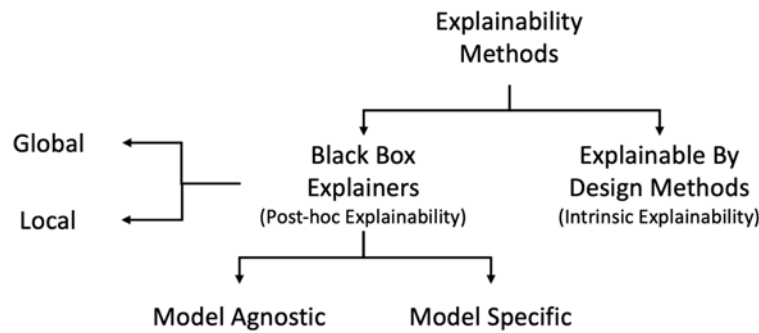 Explainability
Methods
Global
Local
Black Box
Explainers
(Post-hoc Explainability)
Explainable By
Design Methods
(Intrinsic Explainability)
Model Agnostic
Model Specific